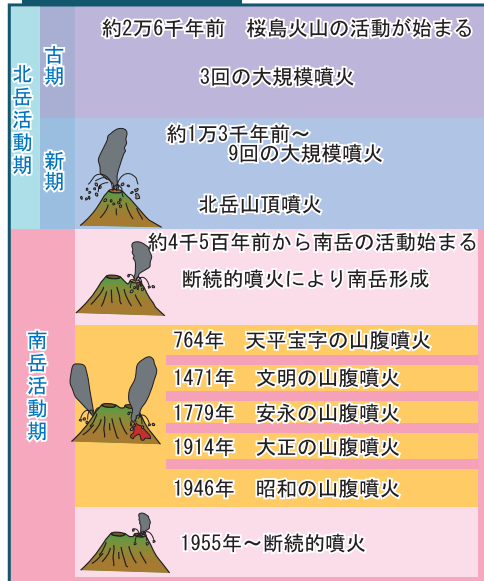 北岳活動期
古期
約2万6千年前　桜島火山の活動が始まる
3回の大規模噴火
新期
約1万3千年前～
9回の大規模噴火
北岳山頂噴火
南岳活動期
約4千5百年前から南岳の活動始まる
断続的噴火により南岳形成
764年　天平宝字の山腹噴火
1471年　文明の山腹噴火
1779年　安永の山腹噴火
1914年　大正の山腹噴火
1946年　昭和の山腹噴火
1955年～断続的噴火